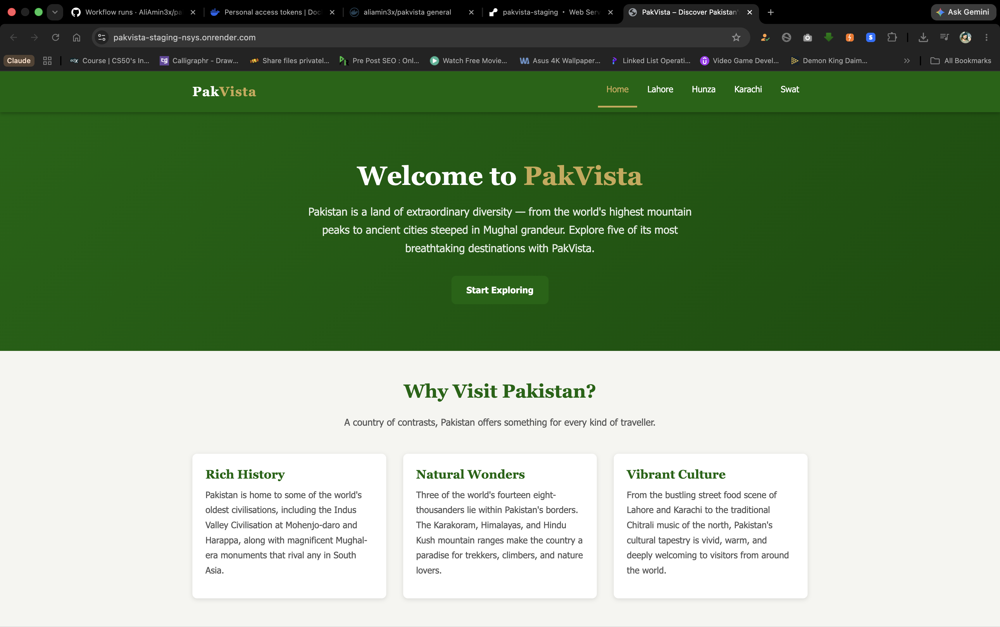 Workflow runs · AliAmin3x/pa
Personal access tokens | Doc
aliamin3x/pakvista general
pakvista-staging • Web Serv
PakVista – Discover Pakistan'
Ask Gemini
pakvista-staging-nsys.onrender.com
Claude
Course | CS50's In...
Calligraphr - Draw...
Share files privatel...
Pre Post SEO : Onl...
Watch Free Movie...
Asus 4K Wallpaper...
Linked List Operati...
Video Game Devel...
Demon King Daim...
All Bookmarks
PakVista
Home
Lahore
Hunza
Karachi
Swat
Welcome to PakVista
Pakistan is a land of extraordinary diversity — from the world's highest mountain
peaks to ancient cities steeped in Mughal grandeur. Explore five of its most
breathtaking destinations with PakVista.
Start Exploring
Why Visit Pakistan?
A country of contrasts, Pakistan offers something for every kind of traveller.
Rich History
Pakistan is home to some of the world's
oldest civilisations, including the Indus
Valley Civilisation at Mohenjo-daro and
Harappa, along with magnificent Mughal-
era monuments that rival any in South
Asia.
Natural Wonders
Three of the world's fourteen eight-
thousanders lie within Pakistan's borders.
The Karakoram, Himalayas, and Hindu
Kush mountain ranges make the country a
paradise for trekkers, climbers, and nature
lovers.
Vibrant Culture
From the bustling street food scene of
Lahore and Karachi to the traditional
Chitrali music of the north, Pakistan's
cultural tapestry is vivid, warm, and
deeply welcoming to visitors from around
the world.